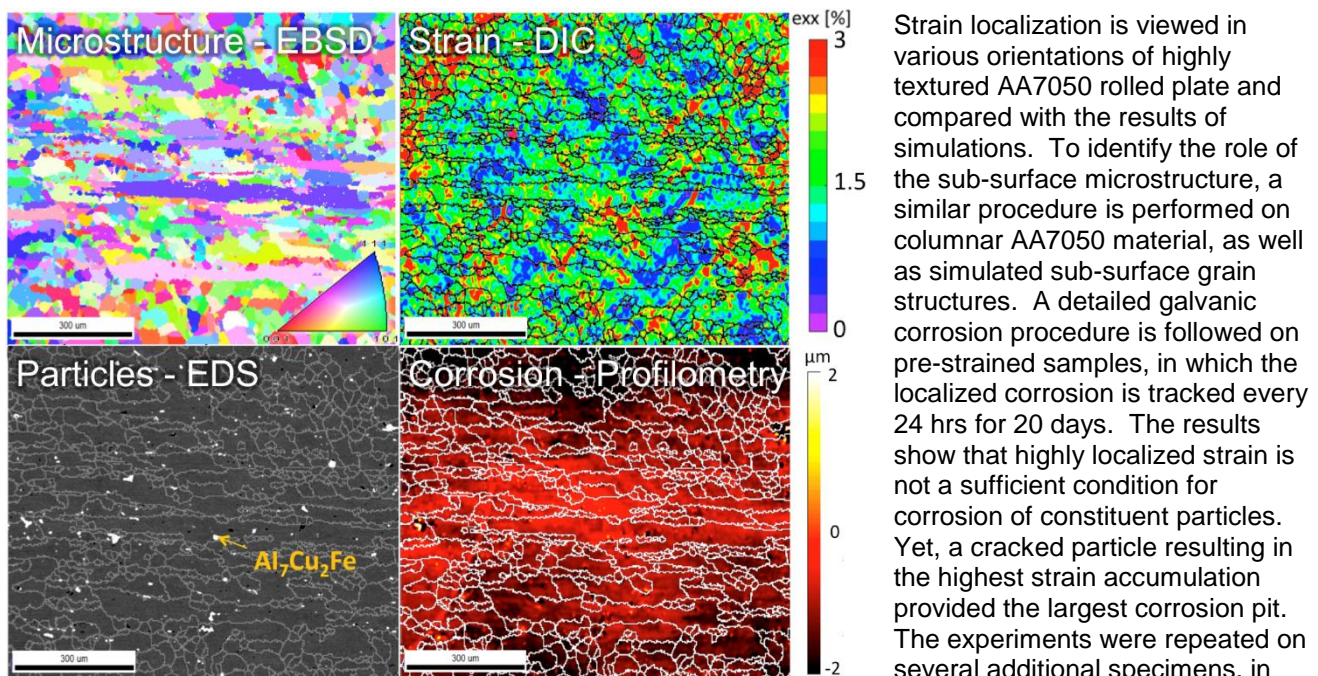 Microstructure - EBSD
Strain - DIC
exx [%]
3
1.5
0
1 1 1
1 0 1
300 um
300 um
Particles - EDS
Corrosion - Profilometry
µm
2
0
-2
Al7Cu2Fe
300 um
300 um
Strain localization is viewed in
various orientations of highly
textured AA7050 rolled plate and
compared with the results of
simulations. To identify the role of
the sub-surface microstructure, a
similar procedure is performed on
columnar AA7050 material, as well
as simulated sub-surface grain
structures. A detailed galvanic
corrosion procedure is followed on
pre-strained samples, in which the
localized corrosion is tracked every
24 hrs for 20 days. The results
show that highly localized strain is
not a sufficient condition for
corrosion of constituent particles.
Yet, a cracked particle resulting in
the highest strain accumulation
provided the largest corrosion pit.
The experiments were repeated on
several additional specimens, in